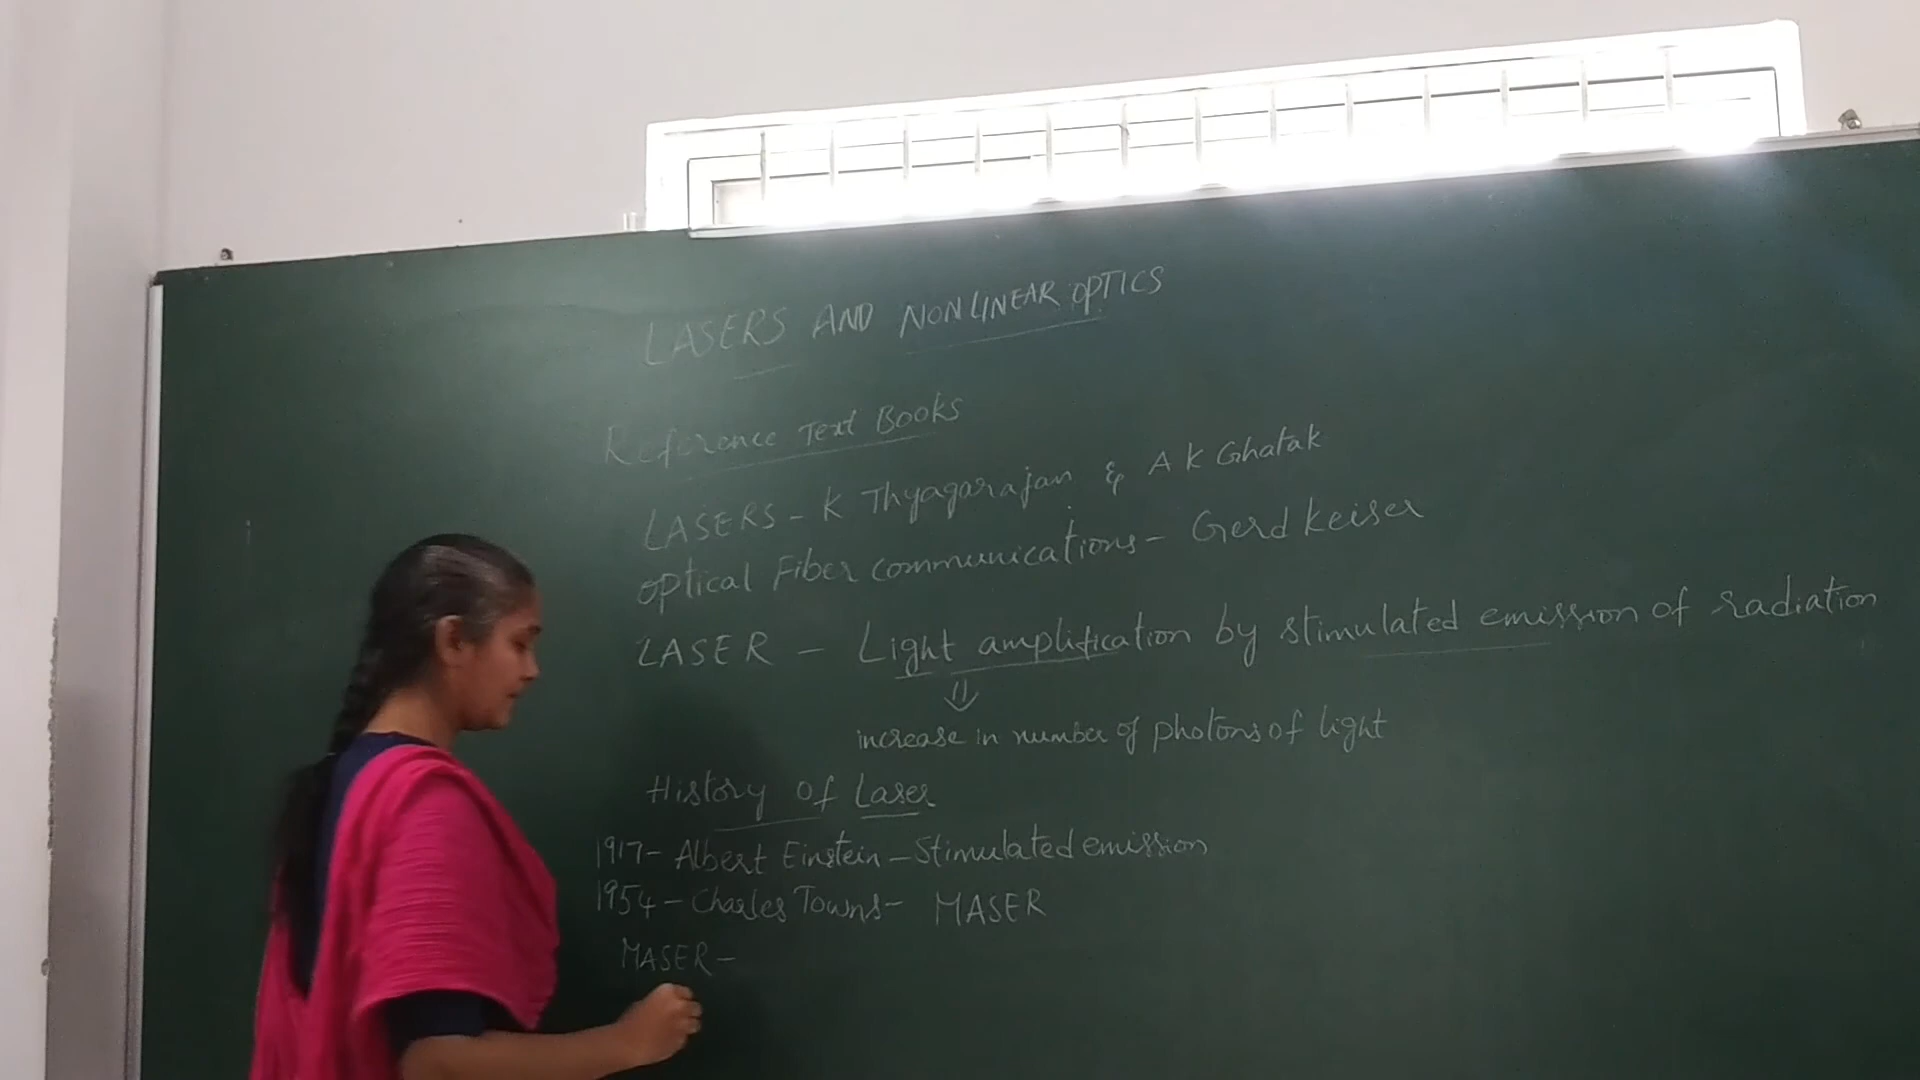 LASERS AND NONLINEAR OPTICS
Reference Text Books
LASERS - K Thyagarajan & A K Ghatak
optical Fiber communications - Gerd keiser
LASER - Light amplification by stimulated emission of radiation
⇓
increase in number of photons of light
History of Laser
1917- Albert Einstein - Stimulated emission
1954 - Charles Towns - MASER
MASER -